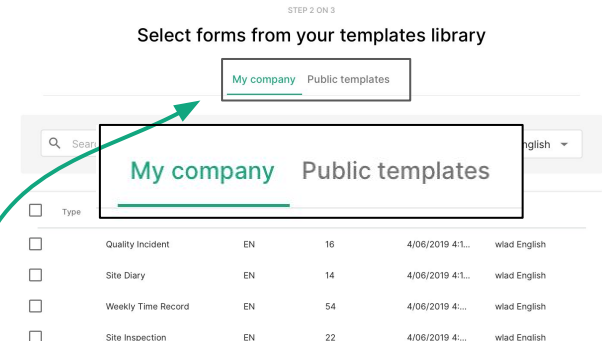 STEP 2 ON 3
Select forms from your templates library
My company Public templates
My company Public templates
Type
Quality Incident EN 16 4/06/2019 4:1... wlad English
Site Diary EN 14 4/06/2019 4:1... wlad English
Weekly Time Record EN 54 4/06/2019 4:... wlad English
Site Inspection EN 22 4/06/2019 4:... wlad English